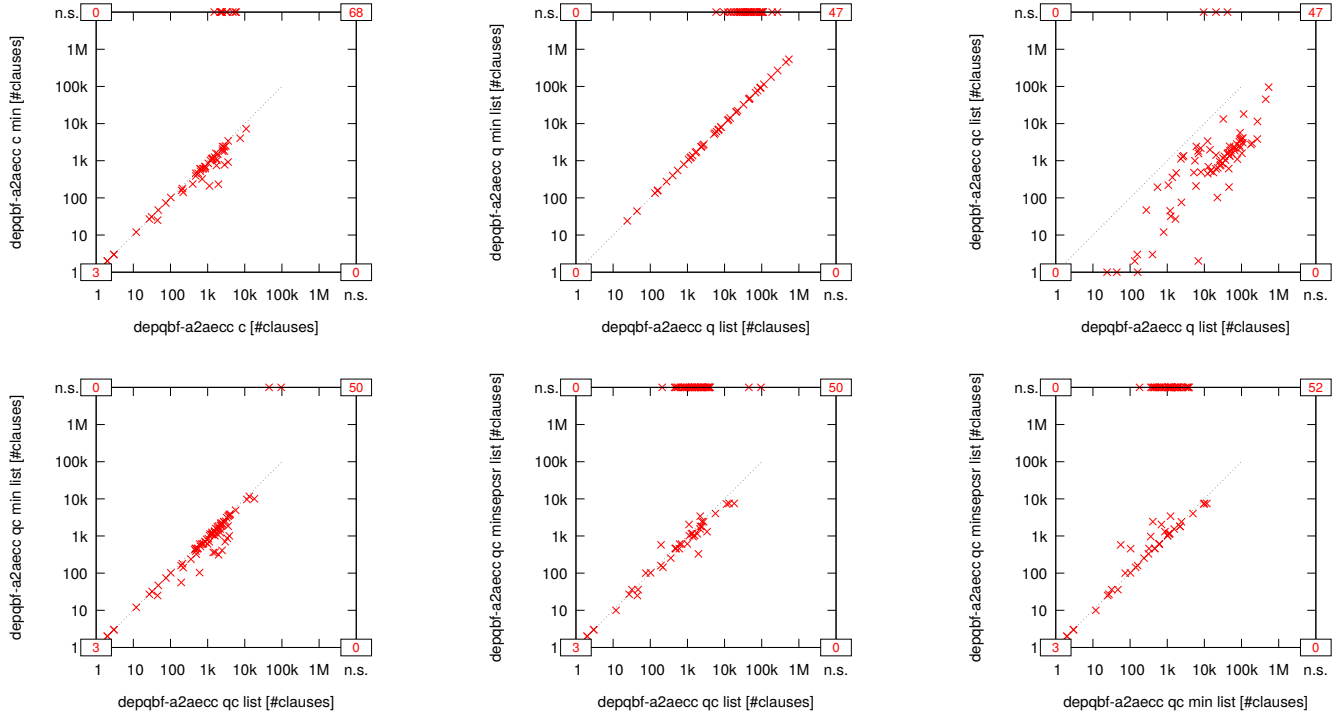 0
n.s.
68
1M
100k
10k
1k
100
10
1
3
0
1 10 100 1k 10k 100k 1M n.s.
depqbf-a2aecc c min [#clauses]
depqbf-a2aecc c [#clauses]
0
n.s.
47
1M
100k
10k
1k
100
10
1
0
0
1 10 100 1k 10k 100k 1M n.s.
depqbf-a2aecc q min list [#clauses]
depqbf-a2aecc q list [#clauses]
0
n.s.
47
1M
100k
10k
1k
100
10
1
0
0
1 10 100 1k 10k 100k 1M n.s.
depqbf-a2aecc qc list [#clauses]
depqbf-a2aecc q list [#clauses]
0
n.s.
50
1M
100k
10k
1k
100
10
1
3
0
1 10 100 1k 10k 100k 1M n.s.
depqbf-a2aecc qc min list [#clauses]
depqbf-a2aecc qc list [#clauses]
0
n.s.
50
1M
100k
10k
1k
100
10
1
3
0
1 10 100 1k 10k 100k 1M n.s.
depqbf-a2aecc qc minsepcsr list [#clauses]
depqbf-a2aecc qc list [#clauses]
0
n.s.
52
1M
100k
10k
1k
100
10
1
3
0
1 10 100 1k 10k 100k 1M n.s.
depqbf-a2aecc qc minsepcsr list [#clauses]
depqbf-a2aecc qc min list [#clauses]